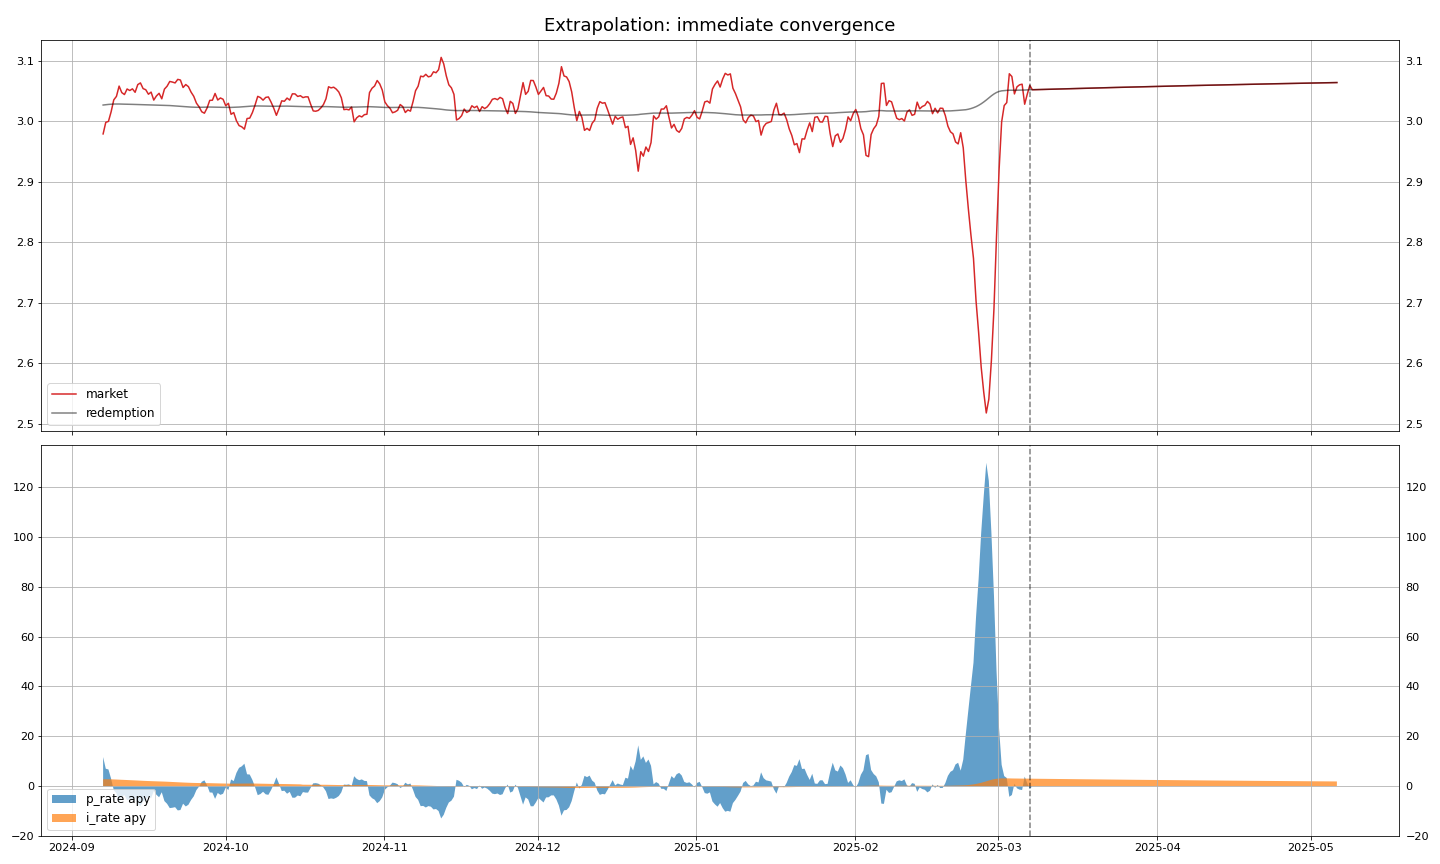 Extrapolation: immediate convergence
3.1 3.1
3.0 3.0
2.9 2.9
2.8 2.8
2.7 2.7
2.6 2.6
market
redemption
2.5 2.5
120 120
100 100
80 80
60 60
40 40
20 20
0 0
p_rate apy
i_rate apy
−20 −20
2024-09 2024-10 2024-11 2024-12 2025-01 2025-02 2025-03 2025-04 2025-05